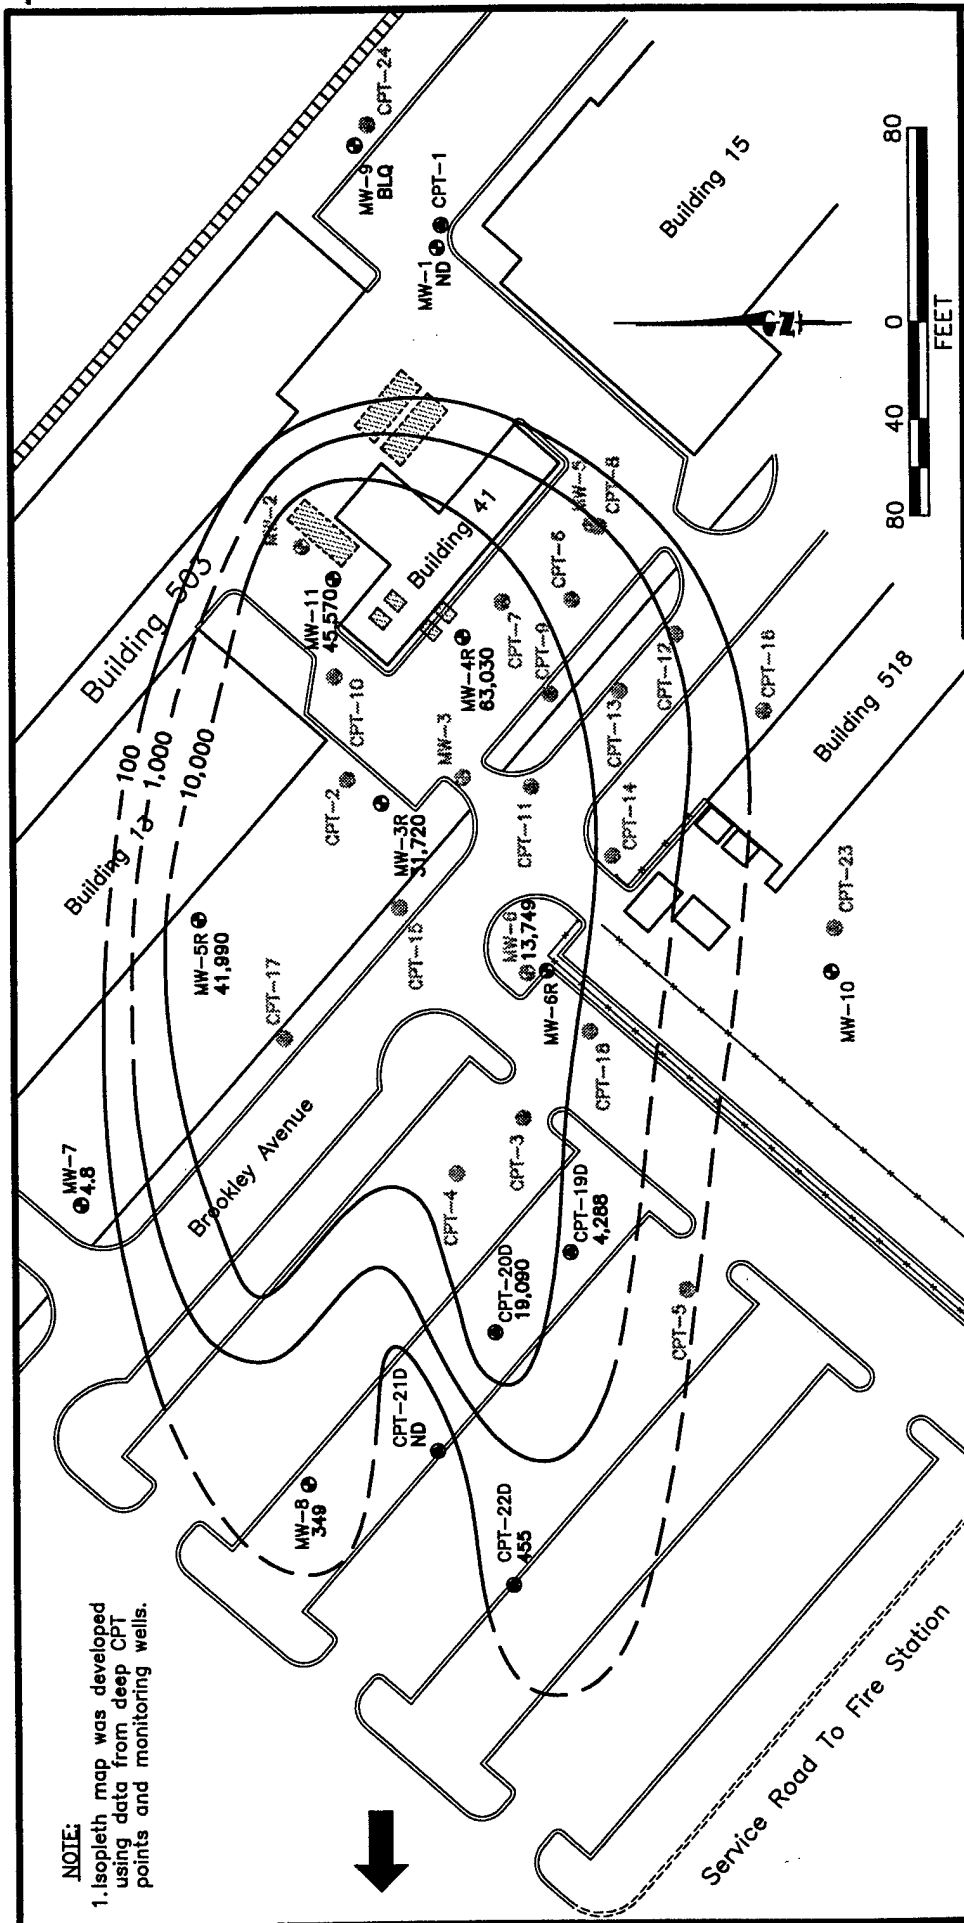 NOTE:
1. Isopleth map was developed
using data from deep CPT
points and monitoring wells.
MW-7
4.8
MW-8
349
CPT-21D
ND
CPT-22D
455
Brookley Avenue
CPT-20D
19,090
CPT-19D
4,288
CPT-4
CPT-3
CPT-5
CPT-18
CPT-17
MW-5R
41,990
CPT-15
MW-6
13,749
MW-6R
MW-10
CPT-23
Building 13
100
1,000
10,000
CPT-2
MW-3R
31,720
MW-3
CPT-11
CPT-14
CPT-10
MW-11
45,570
MW-4R
63,030
CPT-7
CPT-9
CPT-6
CPT-13
CPT-12
CPT-16
Building 518
Building 503
MW-2
Building 41
MW-5
CPT-8
MW-1
ND
CPT-1
MW-9
BLQ
CPT-24
Building 15
N
80
40
0
80
FEET
Service Road To Fire Station